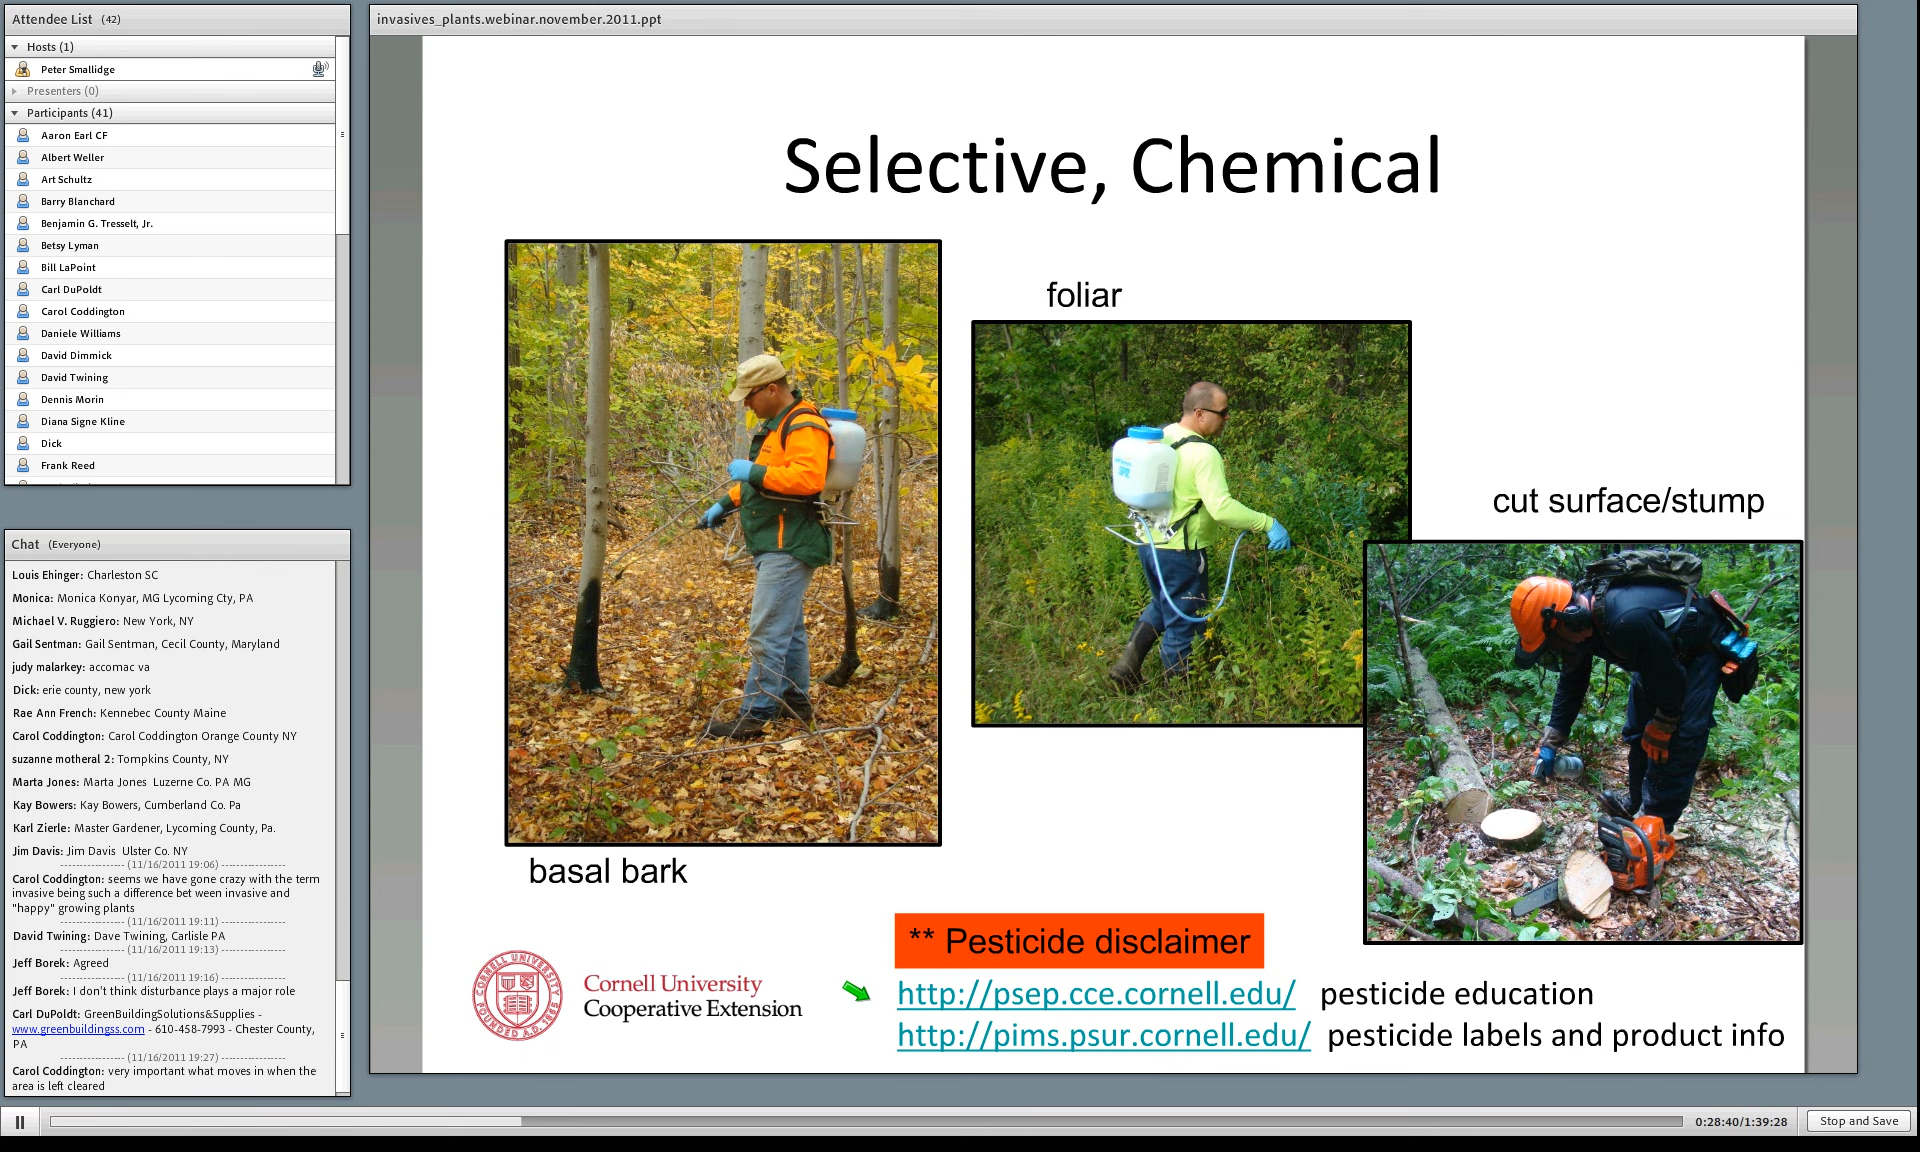 Attendee List (42)
Hosts (1)
Peter Smallidge
Presenters (0)
Participants (41)
Aaron Earl CF
Albert Weller
Art Schultz
Barry Blanchard
Benjamin G. Tresselt, Jr.
Betsy Lyman
Bill LaPoint
Carl DuPoldt
Carol Coddington
Daniele Williams
David Dimmick
David Twining
Dennis Morin
Diana Signe Kline
Dick
Frank Reed
Chat (Everyone)
Louis Ehinger: Charleston SC
Monica: Monica Konyar, MG Lycoming Cty, PA
Michael V. Ruggiero: New York, NY
Gail Sentman: Gail Sentman, Cecil County, Maryland
judy malarkey: accomac va
Dick: erie county, new york
Rae Ann French: Kennebec County Maine
Carol Coddington: Carol Coddington Orange County NY
suzanne motheral 2: Tompkins County, NY
Marta Jones: Marta Jones Luzerne Co. PA MG
Kay Bowers: Kay Bowers, Cumberland Co. Pa
Karl Zierle: Master Gardener, Lycoming County, Pa.
Jim Davis: Jim Davis Ulster Co. NY
----------------- (11/16/2011 19:06) -----------------
Carol Coddington: seems we have gone crazy with the term
invasive being such a difference bet ween invasive and
"happy" growing plants
----------------- (11/16/2011 19:11) -----------------
David Twining: Dave Twining, Carlisle PA
----------------- (11/16/2011 19:13) -----------------
Jeff Borek: Agreed
----------------- (11/16/2011 19:16) -----------------
Jeff Borek: I don't think disturbance plays a major role
Carl DuPoldt: GreenBuildingSolutions&Supplies -
www.greenbuildingss.com - 610-458-7993 - Chester County,
PA
----------------- (11/16/2011 19:27) -----------------
Carol Coddington: very important what moves in when the
area is left cleared
invasives_plants.webinar.november.2011.ppt
Selective, Chemical
foliar
cut surface/stump
basal bark
** Pesticide disclaimer
CORNELL UNIVERSITY
FOUNDED A.D. 1865
Cornell University
Cooperative Extension
http://psep.cce.cornell.edu/ pesticide education
http://pims.psur.cornell.edu/ pesticide labels and product info
0:28:40/1:39:28
Stop and Save